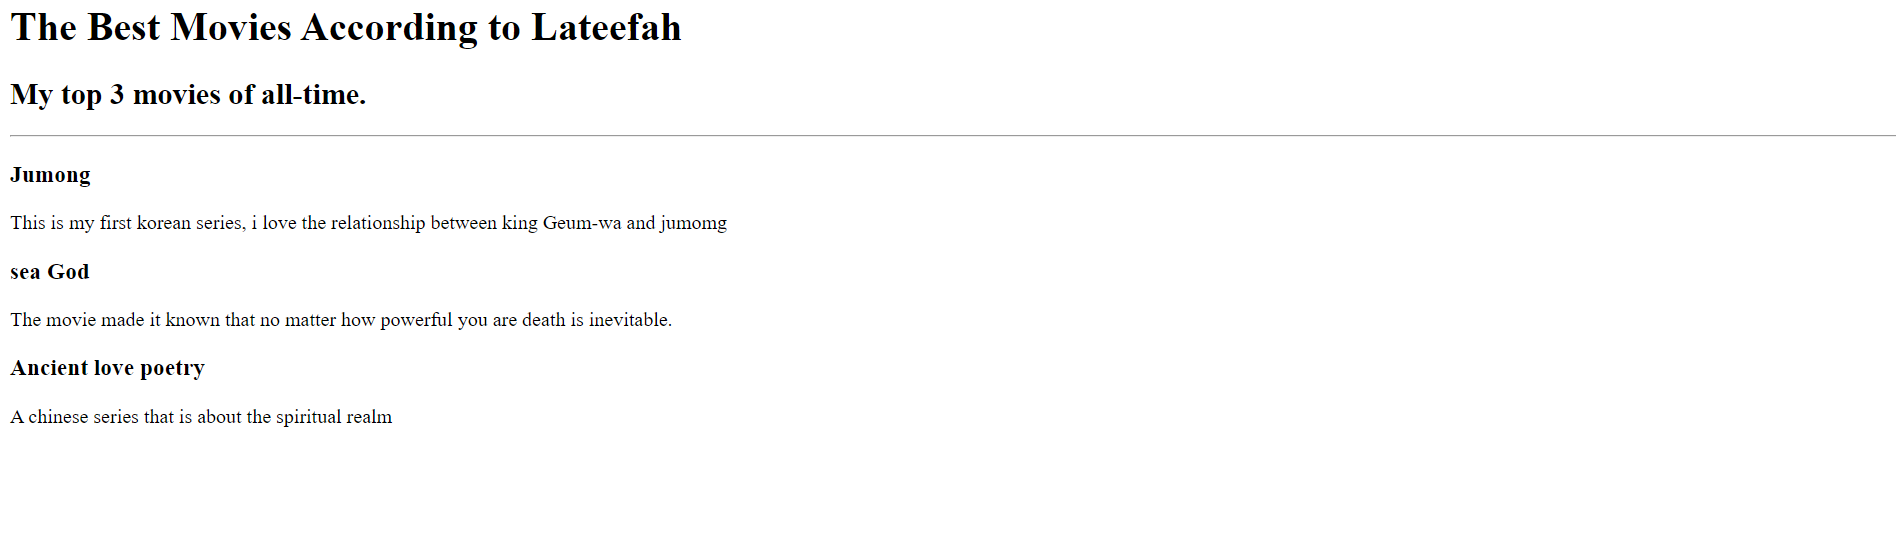 The Best Movies According to Lateefah
My top 3 movies of all-time.
Jumong
This is my first korean series, i love the relationship between king Geum-wa and jumomg
sea God
The movie made it known that no matter how powerful you are death is inevitable.
Ancient love poetry
A chinese series that is about the spiritual realm